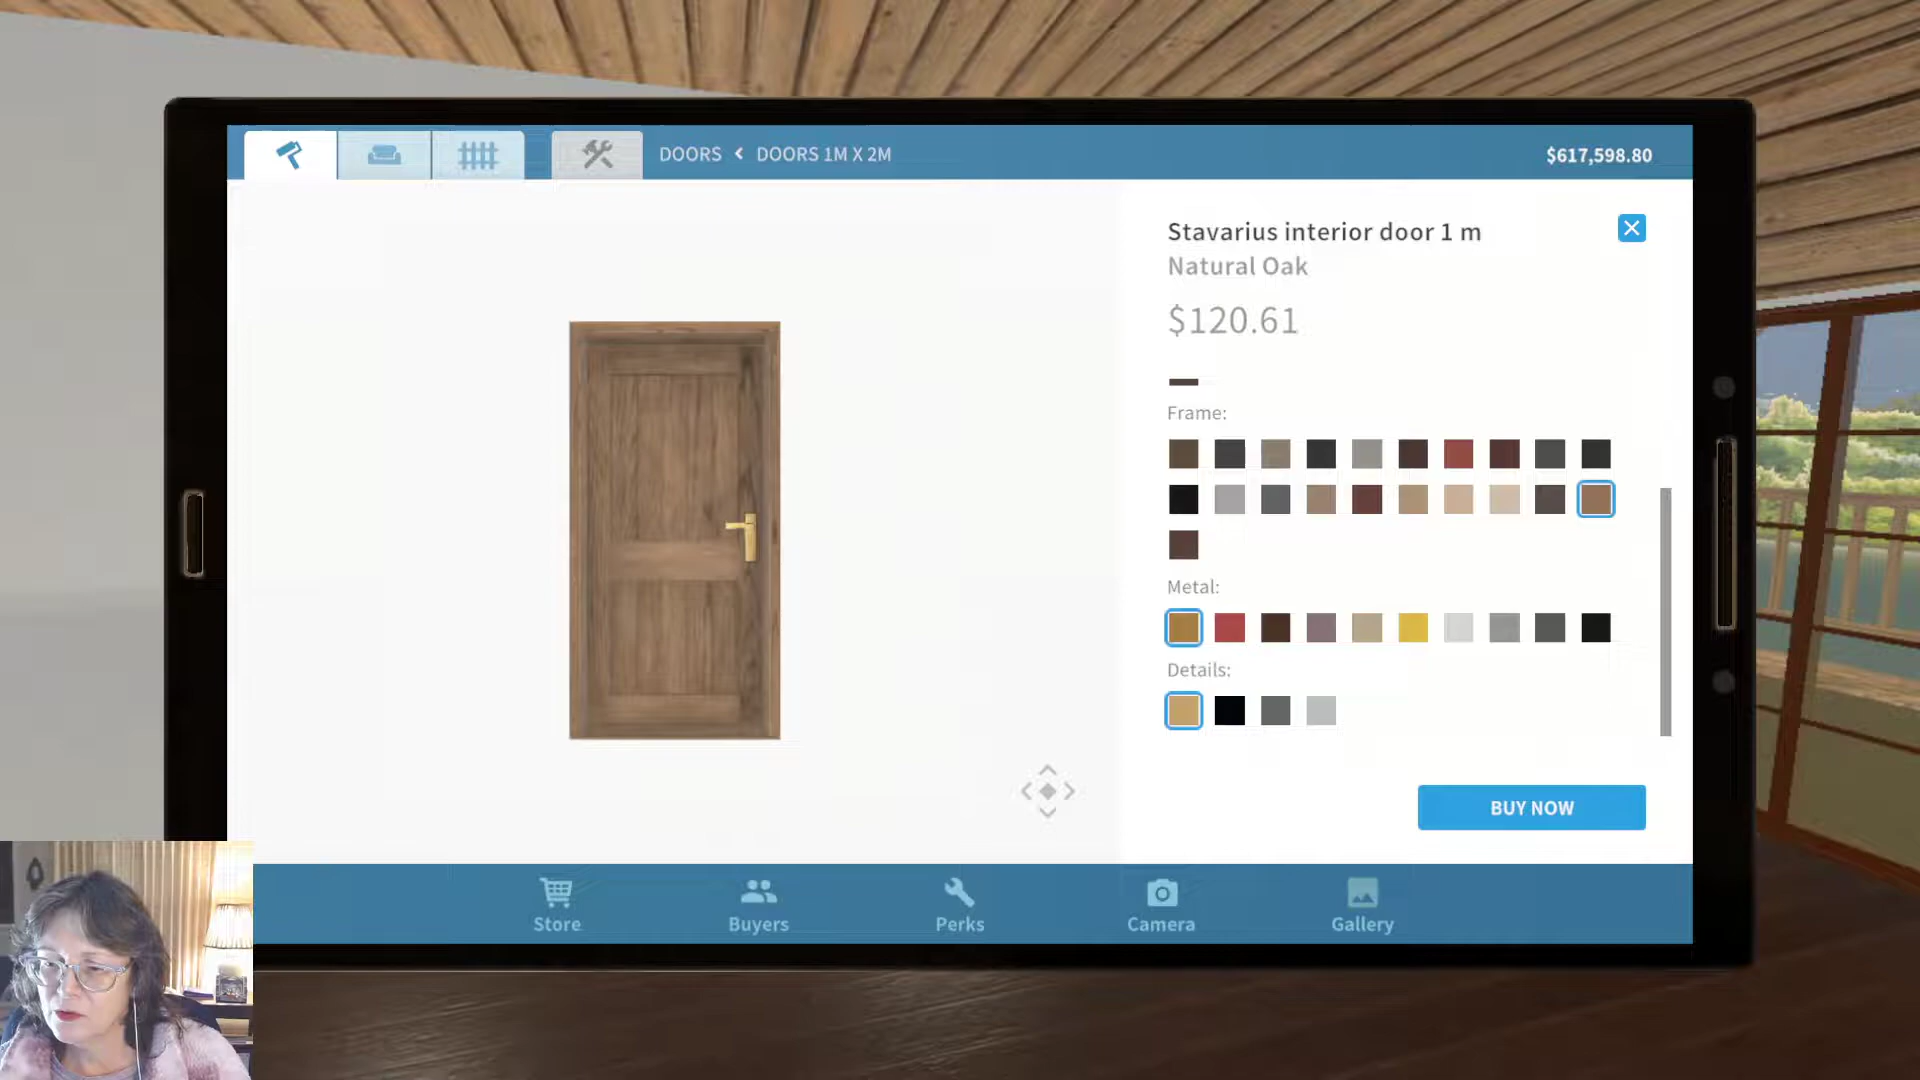 DOORS < DOORS 1M X 2M
$617,598.80
Stavarius interior door 1 m
Natural Oak
$120.61
Frame:
Metal:
Details:
BUY NOW
Store
Buyers
Perks
Camera
Gallery